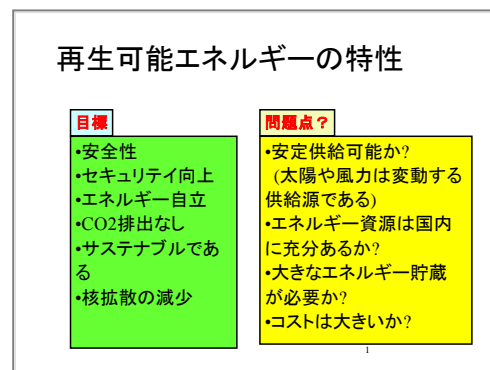 再生可能エネルギーの特性
目標
•安全性
•セキュリテイ向上
•エネルギー自立
•CO2排出なし
•サステナブルであ
る
•核拡散の減少
問題点？
•安定供給可能か?
(太陽や風力は変動する
供給源である)
•エネルギー資源は国内
に充分あるか?
•大きなエネルギー貯蔵
が必要か?
•コストは大きいか?
1